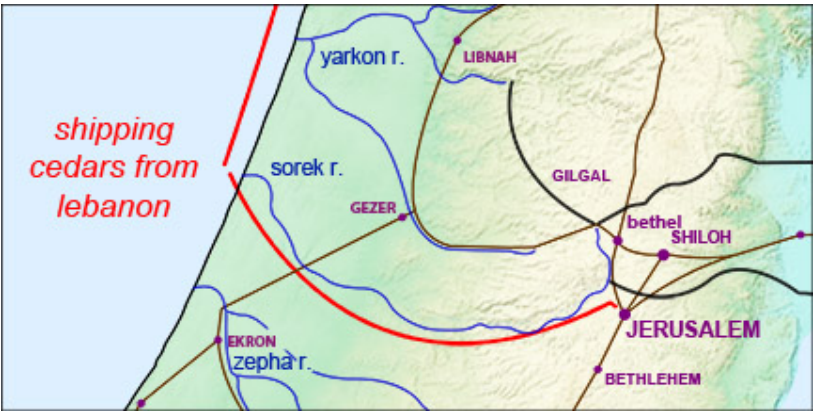 yarkon r.
LIBNAH
shipping
cedars from
lebanon
sorek r.
GILGAL
GEZER
bethel
SHILOH
JERUSALEM
EKRON
zepha r.
BETHLEHEM